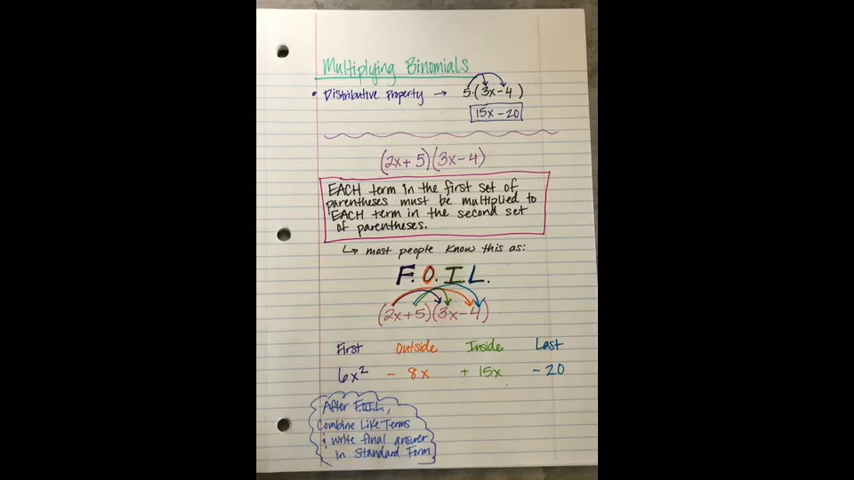 Multiplying Binomials
• Distributive Property → 5·(3x-4)
15x-20
(2x+5)(3x-4)
EACH term in the first set of
parentheses must be multiplied to
EACH term in the second set
of parentheses.
↳ most people know this as:
F.O.I.L.
(2x+5)(3x-4)
First Outside Inside Last
6x² - 8x + 15x - 20
After F.O.I.L,
Combine Like Terms
& write final answer
in Standard Form